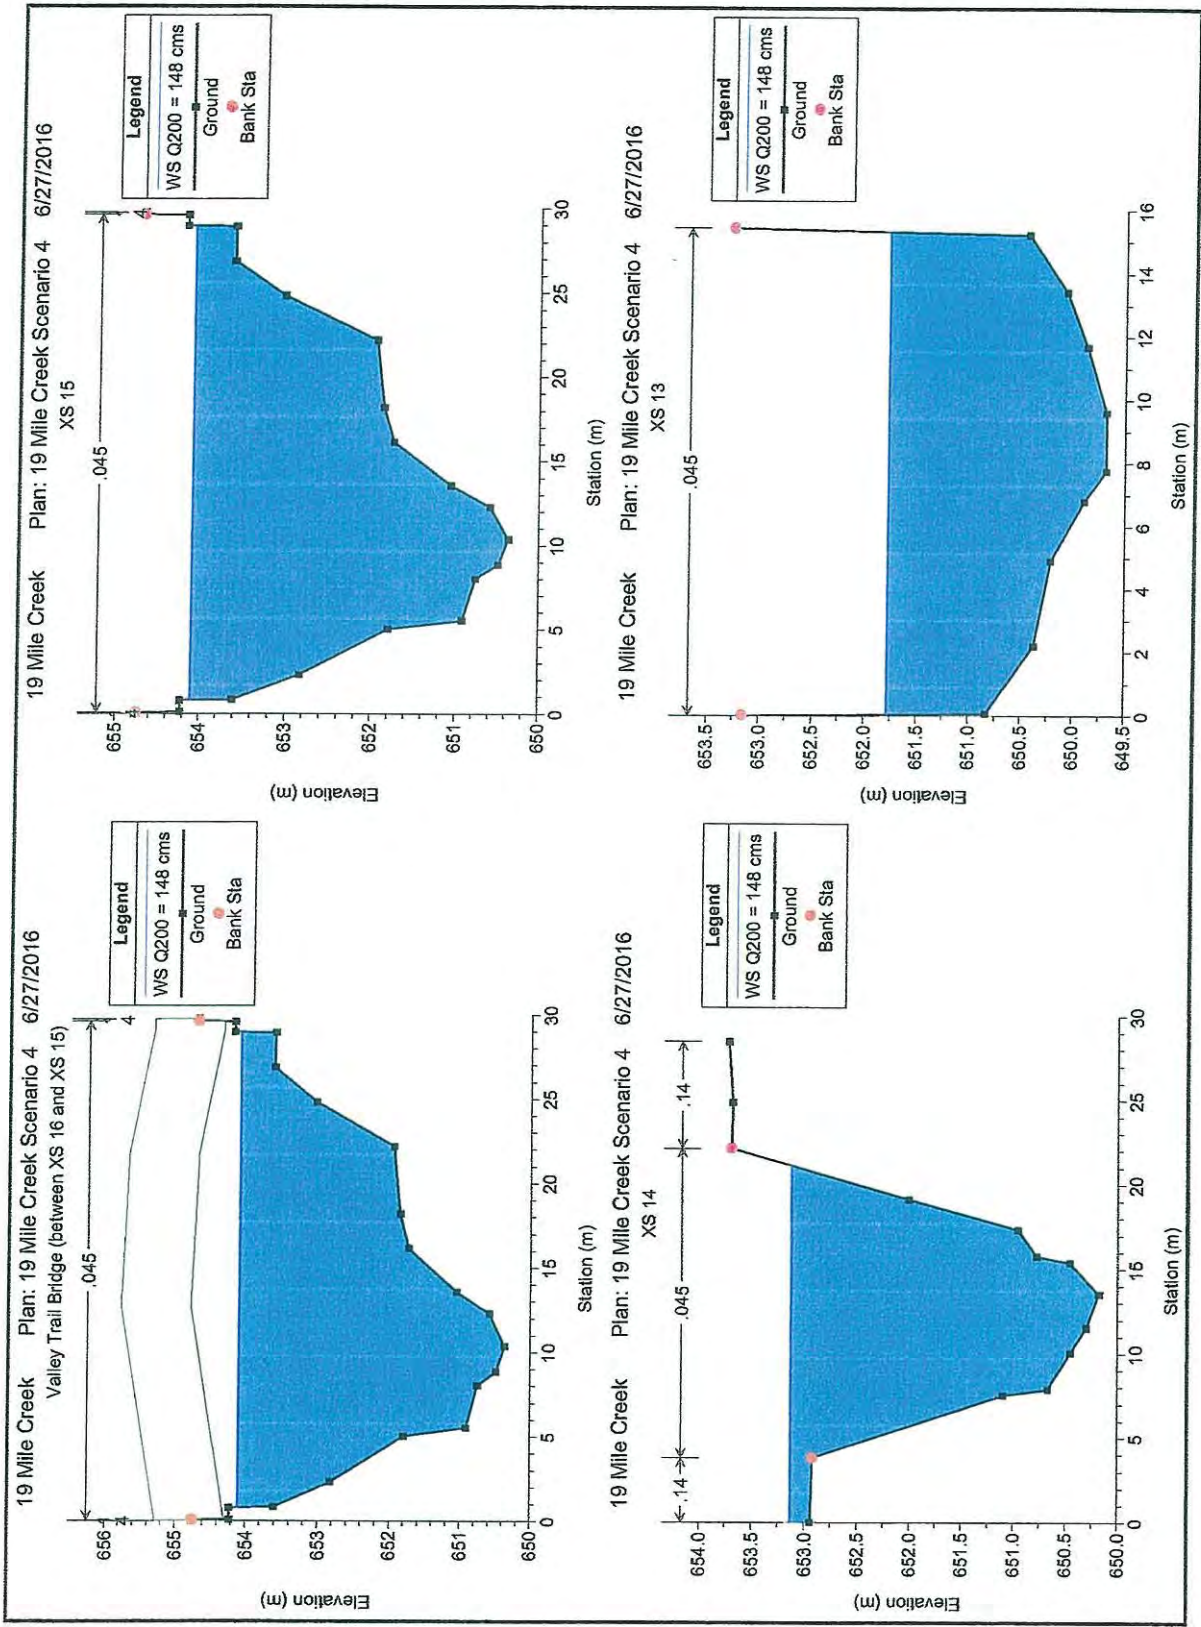 19 Mile Creek Plan: 19 Mile Creek Scenario 4 6/27/2016
Valley Trail Bridge (between XS 16 and XS 15)
.045
4
4
Legend
WS Q200 = 148 cms
Ground
Bank Sta
Elevation (m)
656
655
654
653
652
651
650
0
5
10
15
20
25
30
Station (m)
19 Mile Creek Plan: 19 Mile Creek Scenario 4 6/27/2016
XS 15
.045
4
Legend
WS Q200 = 148 cms
Ground
Bank Sta
Elevation (m)
655
654
653
652
651
650
0
5
10
15
20
25
30
Station (m)
19 Mile Creek Plan: 19 Mile Creek Scenario 4 6/27/2016
XS 14
.14
.045
.14
Legend
WS Q200 = 148 cms
Ground
Bank Sta
Elevation (m)
654.0
653.5
653.0
652.5
652.0
651.5
651.0
650.5
650.0
0
5
10
15
20
25
30
Station (m)
19 Mile Creek Plan: 19 Mile Creek Scenario 4 6/27/2016
XS 13
.045
Legend
WS Q200 = 148 cms
Ground
Bank Sta
Elevation (m)
653.5
653.0
652.5
652.0
651.5
651.0
650.5
650.0
649.5
0
2
4
6
8
10
12
14
16
Station (m)